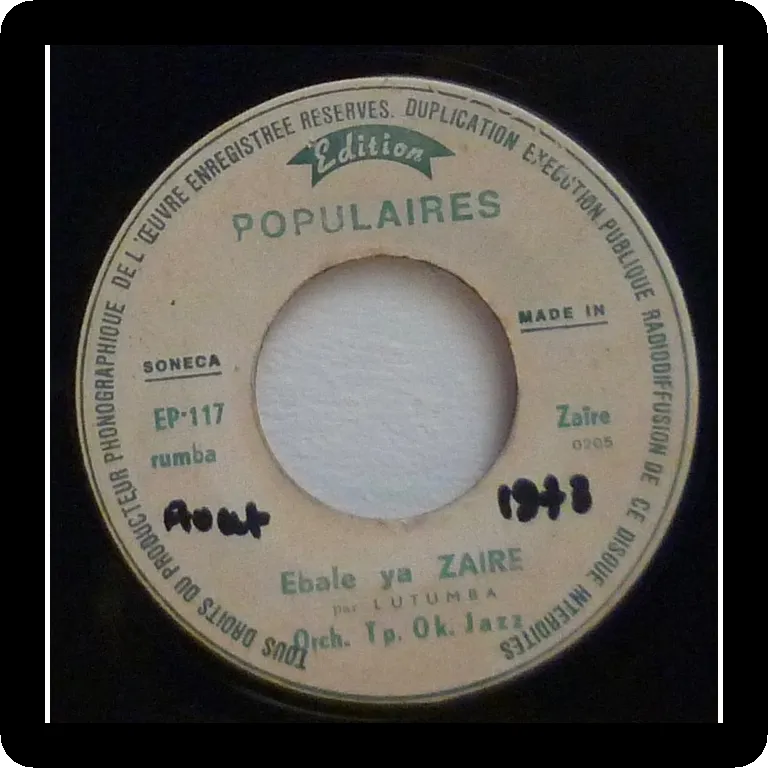 TOUS DROITS DU PRODUCTEUR PHONOGRAPHIQUE DE L'ŒUVRE ENREGISTREE RESERVES. DUPLICATION EXECUTION PUBLIQUE RADIODIFFUSION DE CE DISQUE INTERDITES
Edition
POPULAIRES
MADE IN
SONECA
EP-117
Zaïre
0205
rumba
Aout
1973
Ebale ya ZAIRE
par LUTUMBA
Orch. Tp. Ok. Jazz